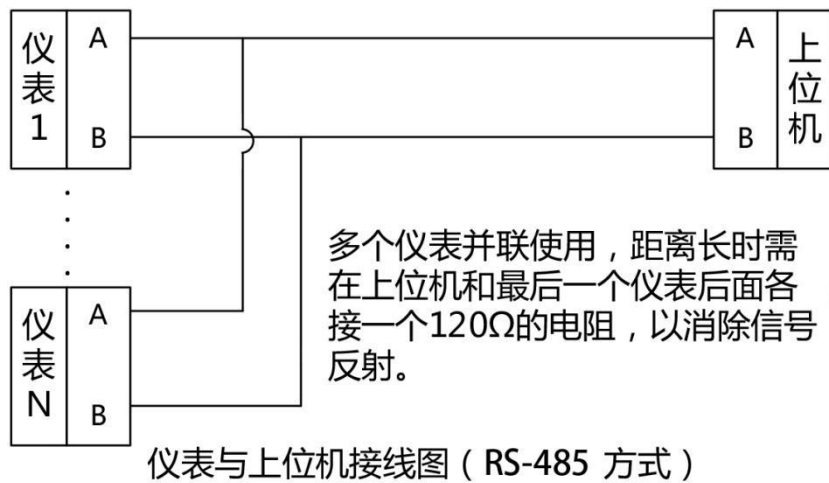 仪表1
A
B
A
B
上位机
仪表N
A
B
多个仪表并联使用，距离长时需
在上位机和最后一个仪表后面各
接一个120Ω的电阻，以消除信号
反射。
仪表与上位机接线图（RS-485 方式）